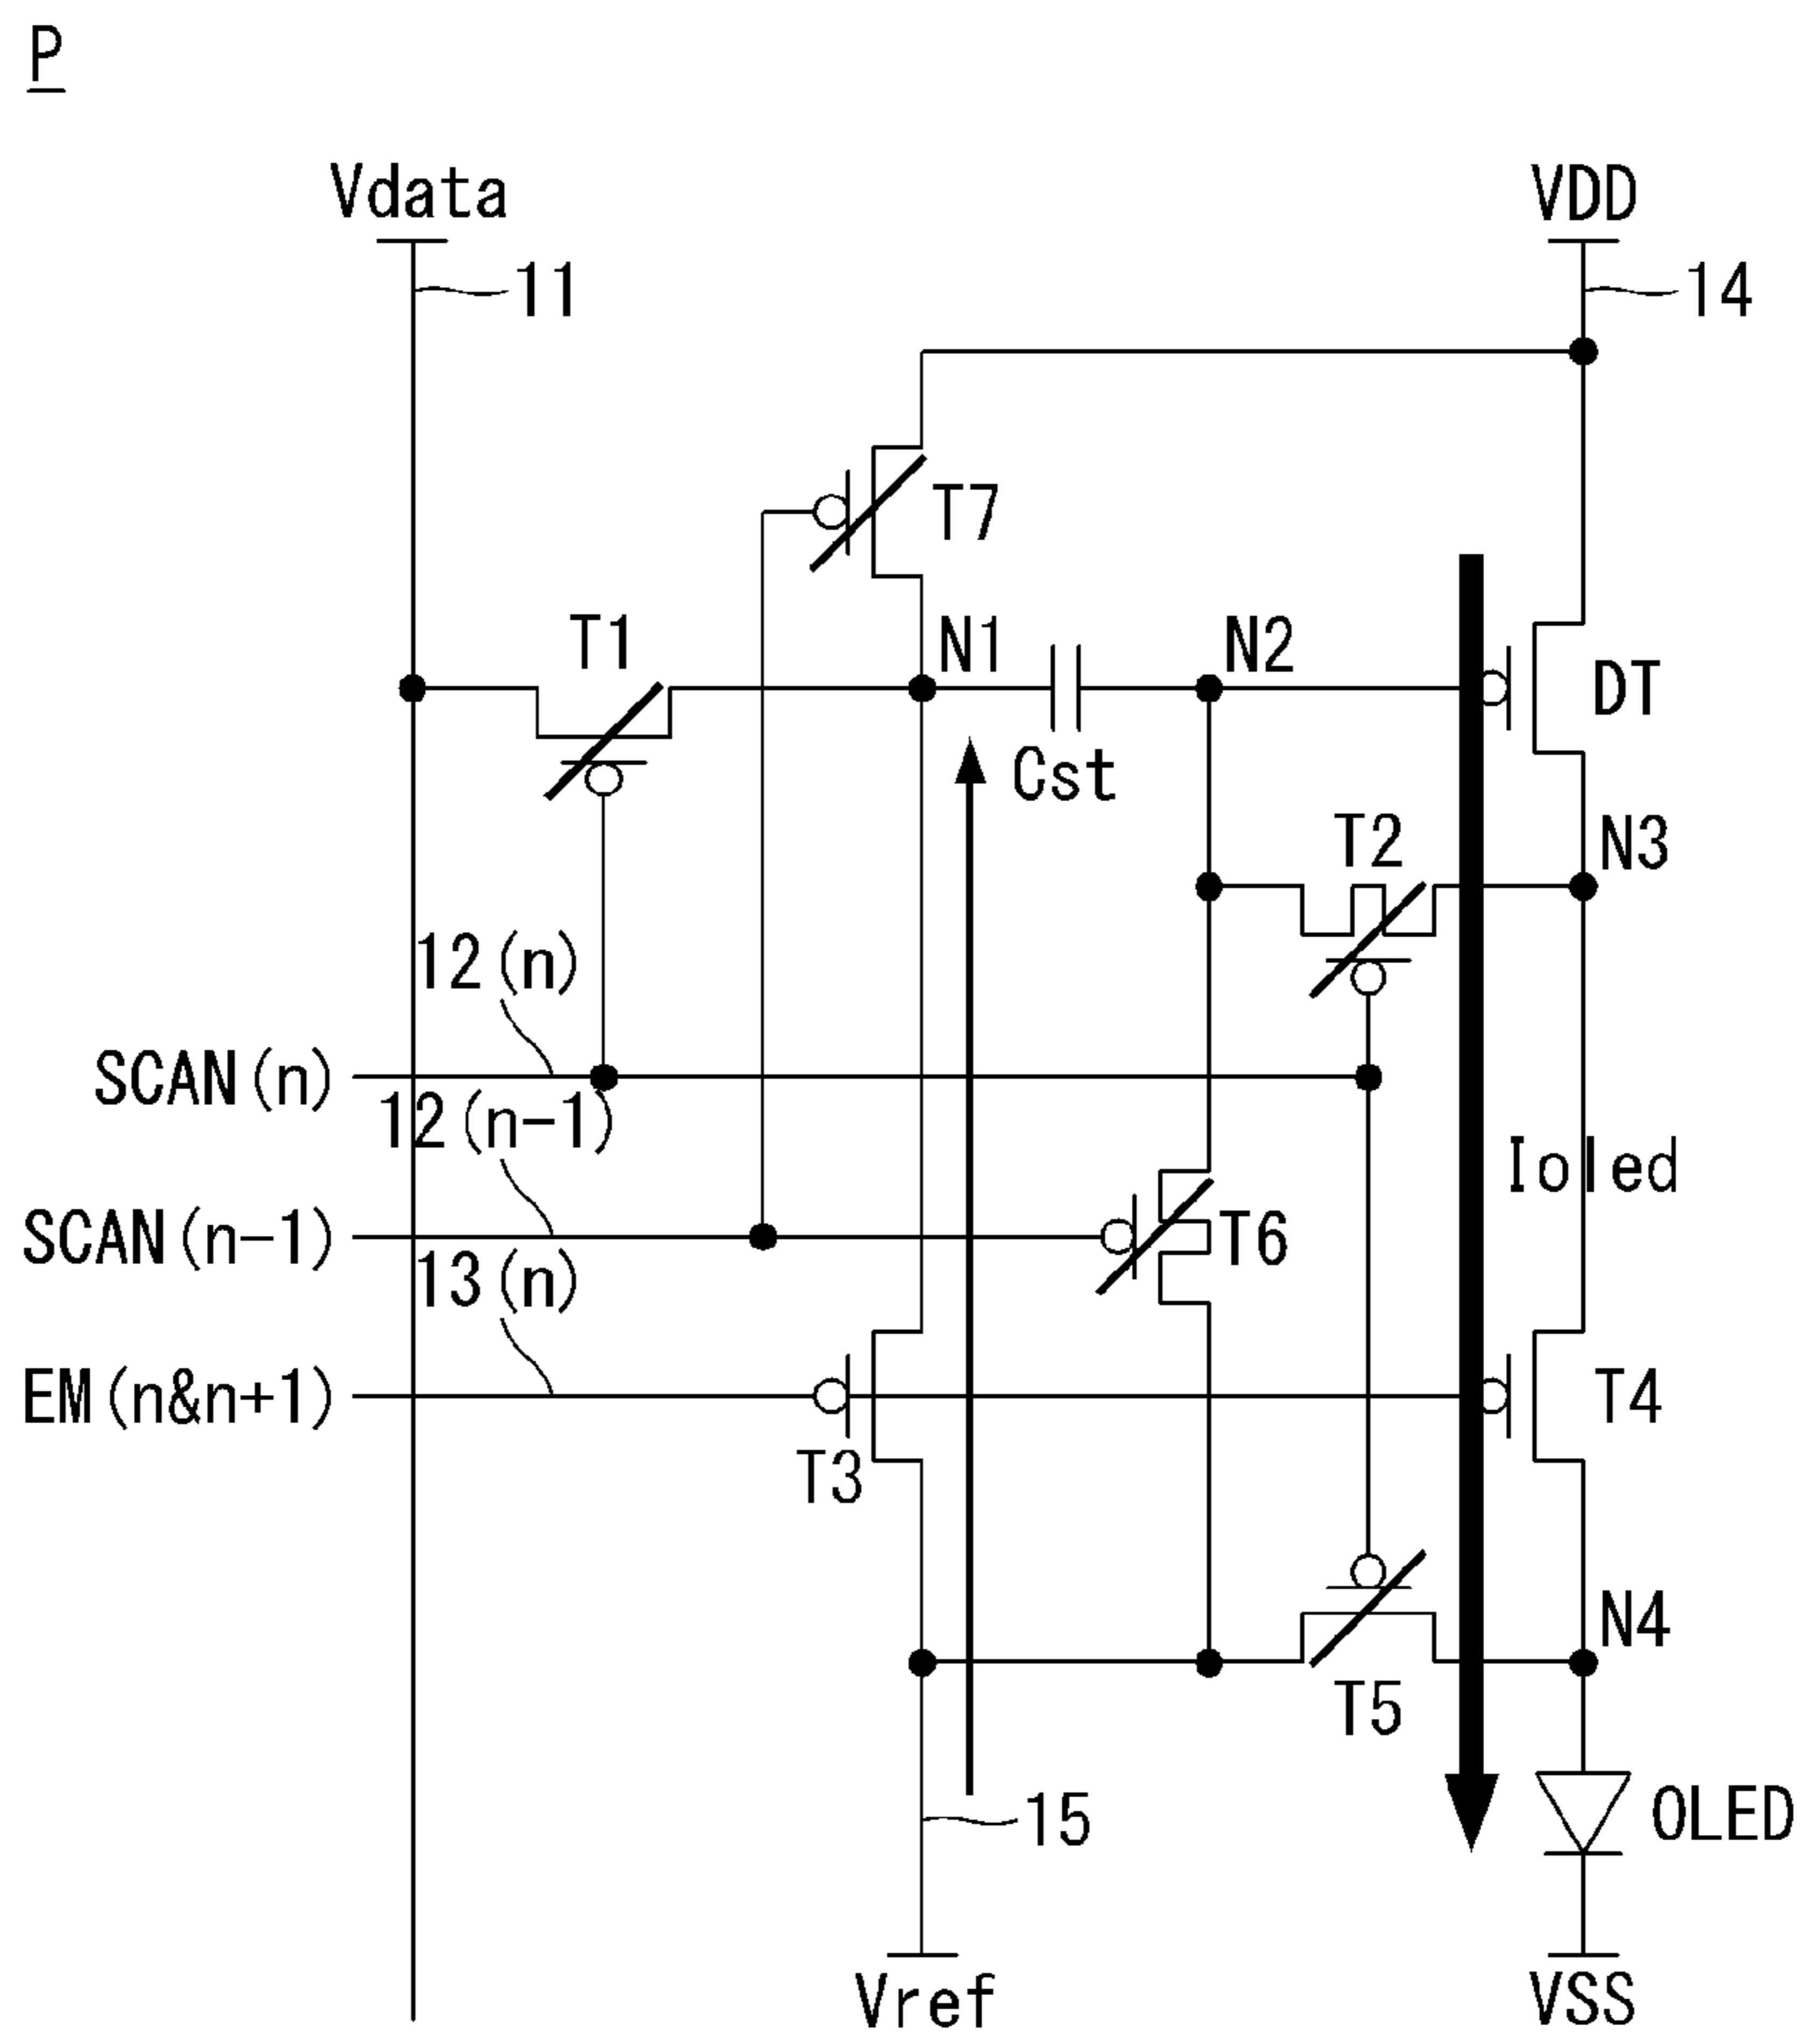 P
Vdata
VDD
11
14
T7
T1
N1
N2
DT
Cst
T2
N3
12(n)
SCAN(n)
12(n-1)
Ioled
SCAN(n-1)
T6
13(n)
EM(n&n+1)
T4
T3
N4
T5
15
OLED
Vref
VSS